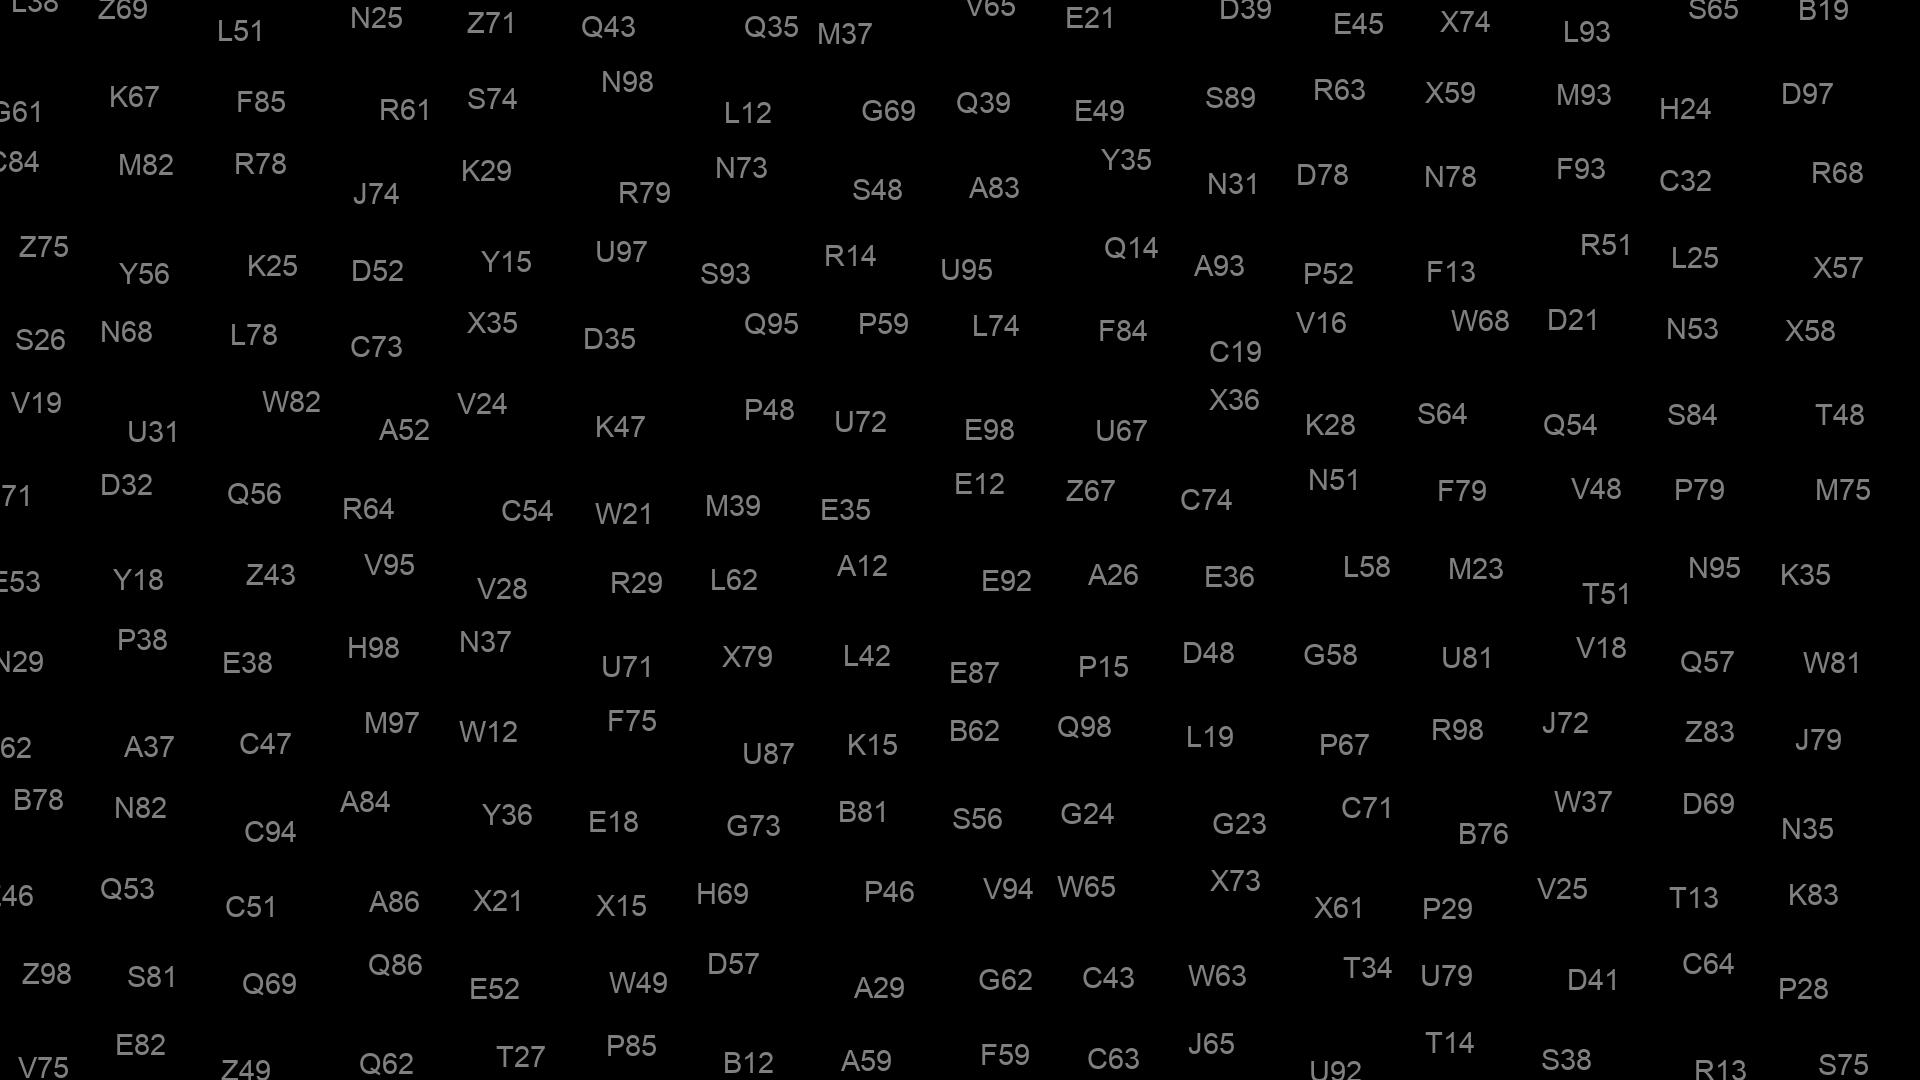 L38 Z69 L51 N25 Z71 Q43 Q35 M37 V65 E21 D39 E45 X74 L93 S65 B19
G61 K67 F85 R61 S74 N98 L12 G69 Q39 E49 S89 R63 X59 M93 H24 D97
C84 M82 R78 J74 K29 R79 N73 S48 A83 Y35 N31 D78 N78 F93 C32 R68
Z75 Y56 K25 D52 Y15 U97 S93 R14 U95 Q14 A93 P52 F13 R51 L25 X57
S26 N68 L78 C73 X35 D35 Q95 P59 L74 F84 C19 V16 W68 D21 N53 X58
V19 U31 W82 A52 V24 K47 P48 U72 E98 U67 X36 K28 S64 Q54 S84 T48
71 D32 Q56 R64 C54 W21 M39 E35 E12 Z67 C74 N51 F79 V48 P79 M75
E53 Y18 Z43 V95 V28 R29 L62 A12 E92 A26 E36 L58 M23 T51 N95 K35
N29 P38 E38 H98 N37 U71 X79 L42 E87 P15 D48 G58 U81 V18 Q57 W81
62 A37 C47 M97 W12 F75 U87 K15 B62 Q98 L19 P67 R98 J72 Z83 J79
B78 N82 C94 A84 Y36 E18 G73 B81 S56 G24 G23 C71 B76 W37 D69 N35
46 Q53 C51 A86 X21 X15 H69 P46 V94 W65 X73 X61 P29 V25 T13 K83
Z98 S81 Q69 Q86 E52 W49 D57 A29 G62 C43 W63 T34 U79 D41 C64 P28
V75 E82 Z49 Q62 T27 P85 B12 A59 F59 C63 J65 U92 T14 S38 R13 S75